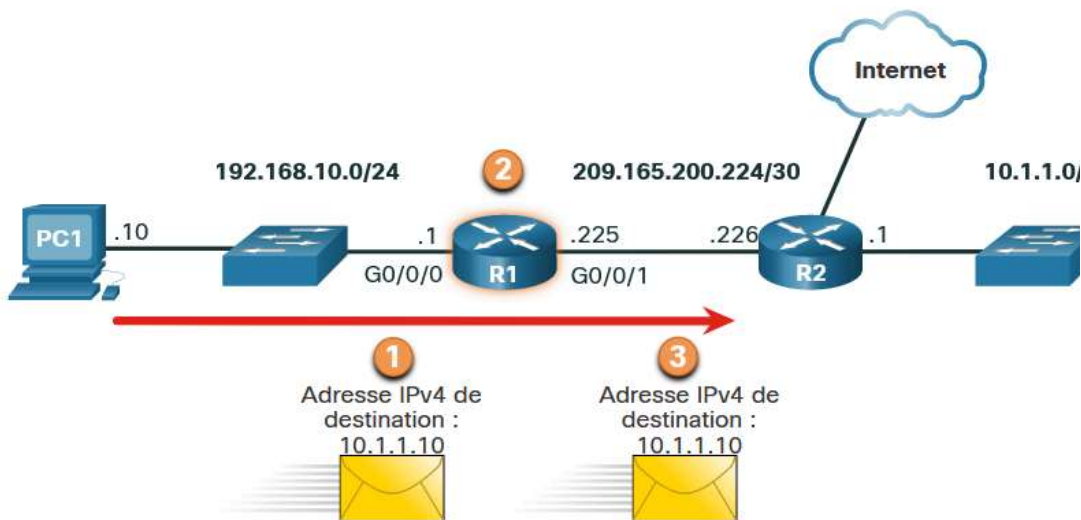 Internet
192.168.10.0/24
2
209.165.200.224/30
10.1.1.0/
PC1
.10
.1
R1
.225
.226
R2
.1
G0/0/0
G0/0/1
1
3
Adresse IPv4 de
destination :
10.1.1.10
Adresse IPv4 de
destination :
10.1.1.10